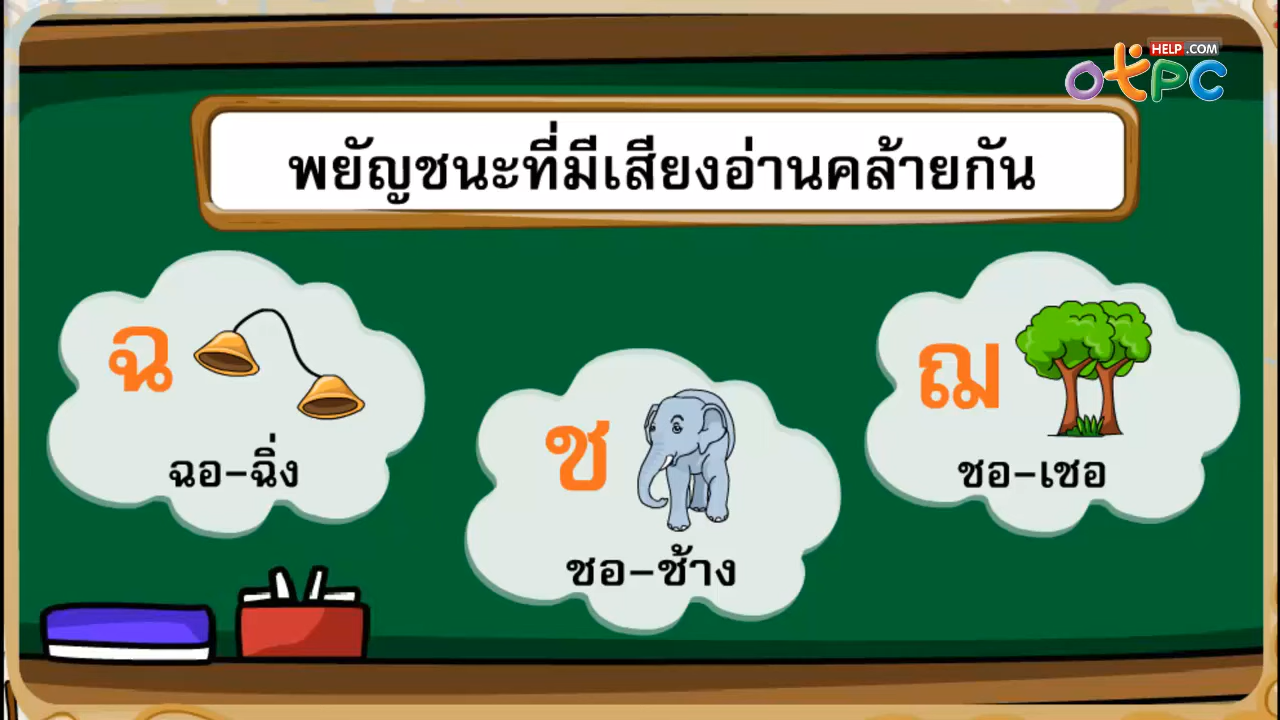 HELP.COM
OTPC
พยัญชนะที่มีเสียงอ่านคล้ายกัน
ฉ
ฉอ–ฉิ่ง
ช
ชอ–ช้าง
ฌ
ชอ–เชอ